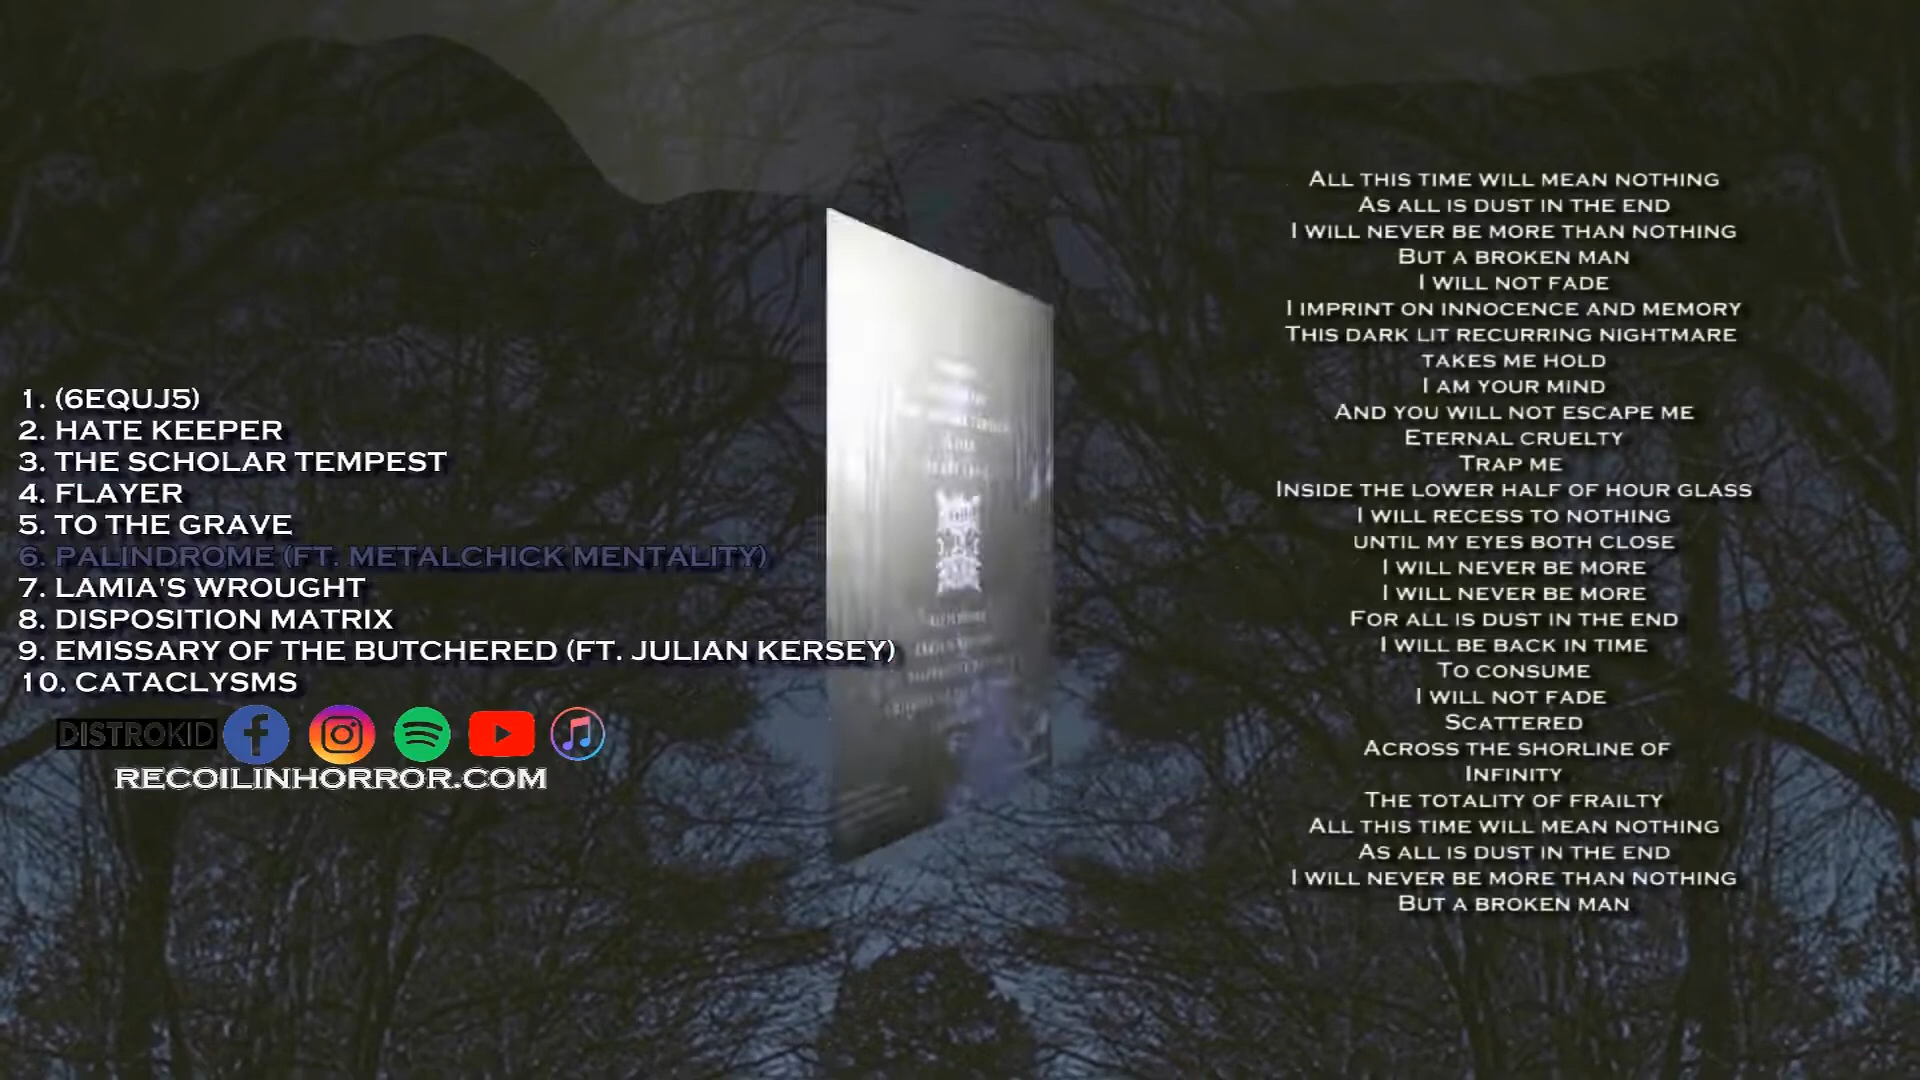 1. (6EQUJ5)
2. HATE KEEPER
3. THE SCHOLAR TEMPEST
4. FLAYER
5. TO THE GRAVE
6. PALINDROME (FT. METALCHICK MENTALITY)
7. LAMIA'S WROUGHT
8. DISPOSITION MATRIX
9. EMISSARY OF THE BUTCHERED (FT. JULIAN KERSEY)
10. CATACLYSMS
DISTROKID
RECOILINHORROR.COM
ALL THIS TIME WILL MEAN NOTHING
AS ALL IS DUST IN THE END
I WILL NEVER BE MORE THAN NOTHING
BUT A BROKEN MAN
I WILL NOT FADE
I IMPRINT ON INNOCENCE AND MEMORY
THIS DARK LIT RECURRING NIGHTMARE
TAKES ME HOLD
I AM YOUR MIND
AND YOU WILL NOT ESCAPE ME
ETERNAL CRUELTY
TRAP ME
INSIDE THE LOWER HALF OF HOUR GLASS
I WILL RECESS TO NOTHING
UNTIL MY EYES BOTH CLOSE
I WILL NEVER BE MORE
I WILL NEVER BE MORE
FOR ALL IS DUST IN THE END
I WILL BE BACK IN TIME
TO CONSUME
I WILL NOT FADE
SCATTERED
ACROSS THE SHORLINE OF
INFINITY
THE TOTALITY OF FRAILTY
ALL THIS TIME WILL MEAN NOTHING
AS ALL IS DUST IN THE END
I WILL NEVER BE MORE THAN NOTHING
BUT A BROKEN MAN